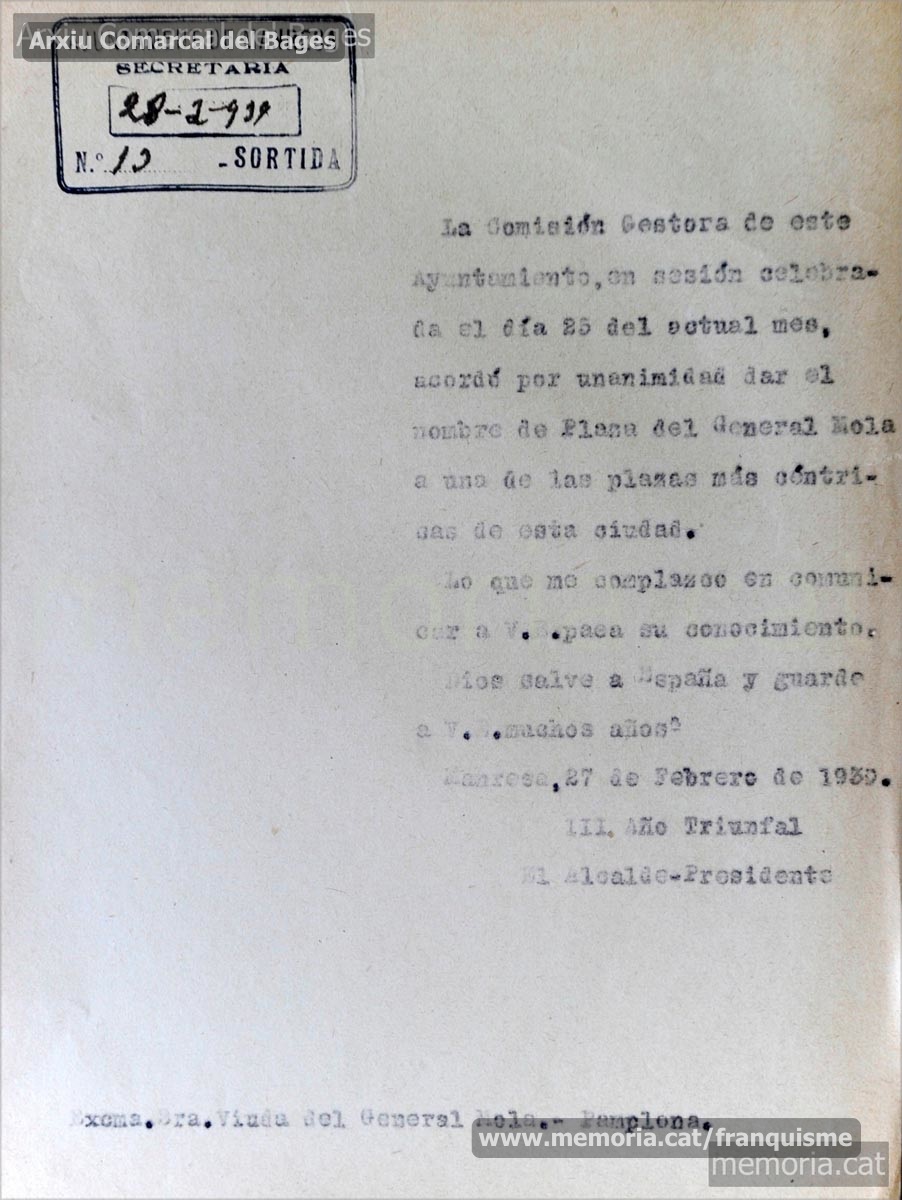 Arxiu Comarcal del Bages
SECRETARIA
28-2-939
N.º -SORTIDA
La Comisión Gestora de este
Ayuntamiento,en sesión celebra-
da el día 25 del actual mes,
acordó por unanimidad dar el
nombre de Plaza del General Mola
a una de las plazas más céntri-
cas de esta ciudad.
Lo que me complazco en comuni-
car a V.E.paea su conocimiento.
Dios salve a España y guarde
a V.E.muchos años
Manresa,27 de Febrero de 1939.
III Año Triunfal
El Alcalde-Presidente
Excma.Sra.Viuda del General Mola.- Pamplona.
www.memoria.cat/franquisme
memoria.cat